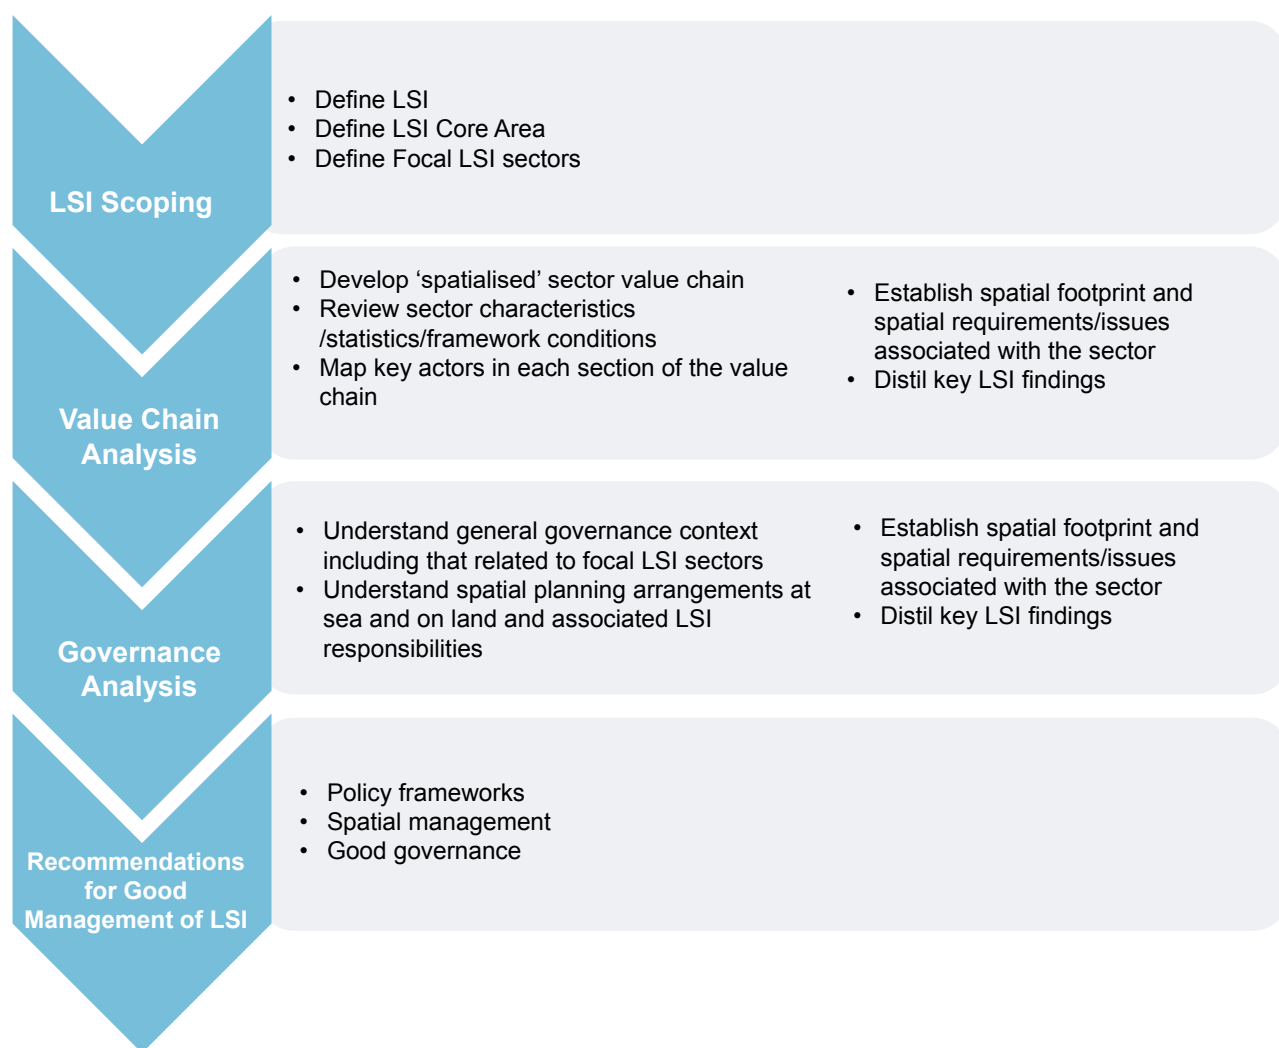 LSI Scoping
• Define LSI
• Define LSI Core Area
• Define Focal LSI sectors
Value Chain
Analysis
• Develop ‘spatialised’ sector value chain
• Review sector characteristics
/statistics/framework conditions
• Map key actors in each section of the value
chain
• Establish spatial footprint and
spatial requirements/issues
associated with the sector
• Distil key LSI findings
Governance
Analysis
• Understand general governance context
including that related to focal LSI sectors
• Understand spatial planning arrangements at
sea and on land and associated LSI
responsibilities
• Establish spatial footprint and
spatial requirements/issues
associated with the sector
• Distil key LSI findings
Recommendations
for Good
Management of LSI
• Policy frameworks
• Spatial management
• Good governance